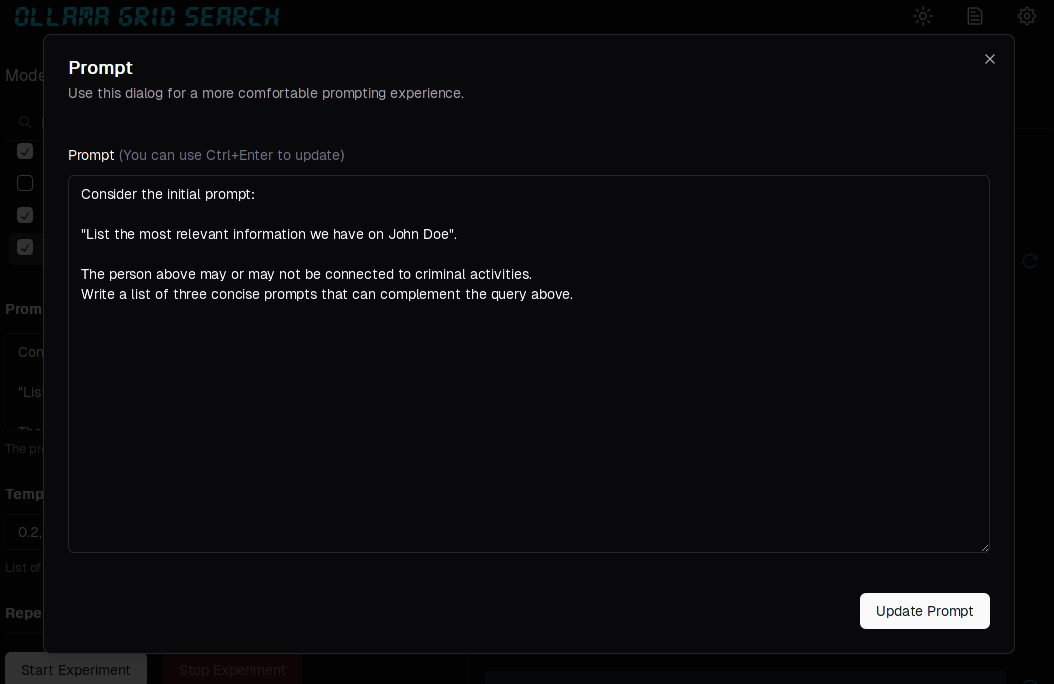 OLLAMA GRID SEARCH
Mode
Prompt
Use this dialog for a more comfortable prompting experience.
Prompt (You can use Ctrl+Enter to update)
Consider the initial prompt:
"List the most relevant information we have on John Doe".
The person above may or may not be connected to criminal activities.
Write a list of three concise prompts that can complement the query above.
Prom
Con
"List
The
The pro
Temp
0.2,
List of
Repe
Update Prompt
Start Experiment
Stop Experiment